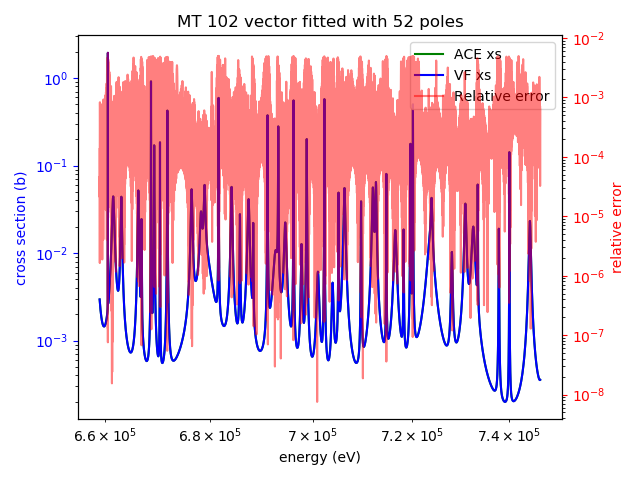 MT 102 vector fitted with 52 poles
ACE xs
VF xs
Relative error
cross section (b)
10⁰
10⁻¹
10⁻²
10⁻³
relative error
10⁻²
10⁻³
10⁻⁴
10⁻⁵
10⁻⁶
10⁻⁷
10⁻⁸
6.6 × 10⁵ 6.8 × 10⁵ 7 × 10⁵ 7.2 × 10⁵ 7.4 × 10⁵
energy (eV)